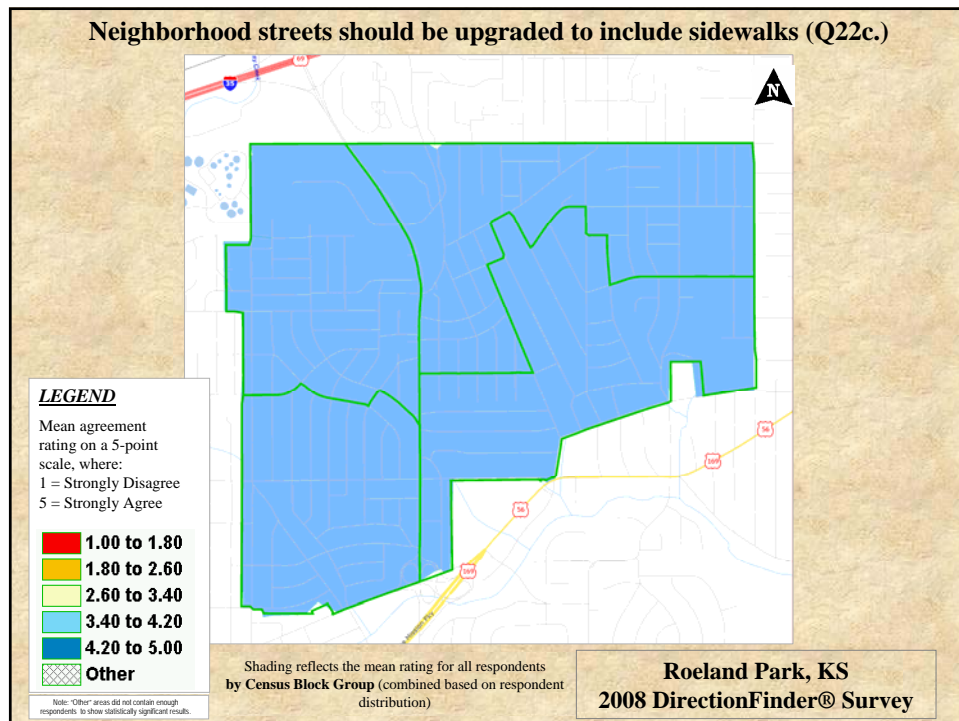 Neighborhood streets should be upgraded to include sidewalks (Q22c.)
69
35
N
LEGEND
Mean agreement
rating on a 5-point
scale, where:
1 = Strongly Disagree
5 = Strongly Agree
1.00 to 1.80
1.80 to 2.60
2.60 to 3.40
3.40 to 4.20
4.20 to 5.00
Other
Note: "Other" areas did not contain enough
respondents to show statistically significant results.
56
169
56
169
Mission Pky
Shading reflects the mean rating for all respondents
by Census Block Group (combined based on respondent
distribution)
Roeland Park, KS
2008 DirectionFinder® Survey